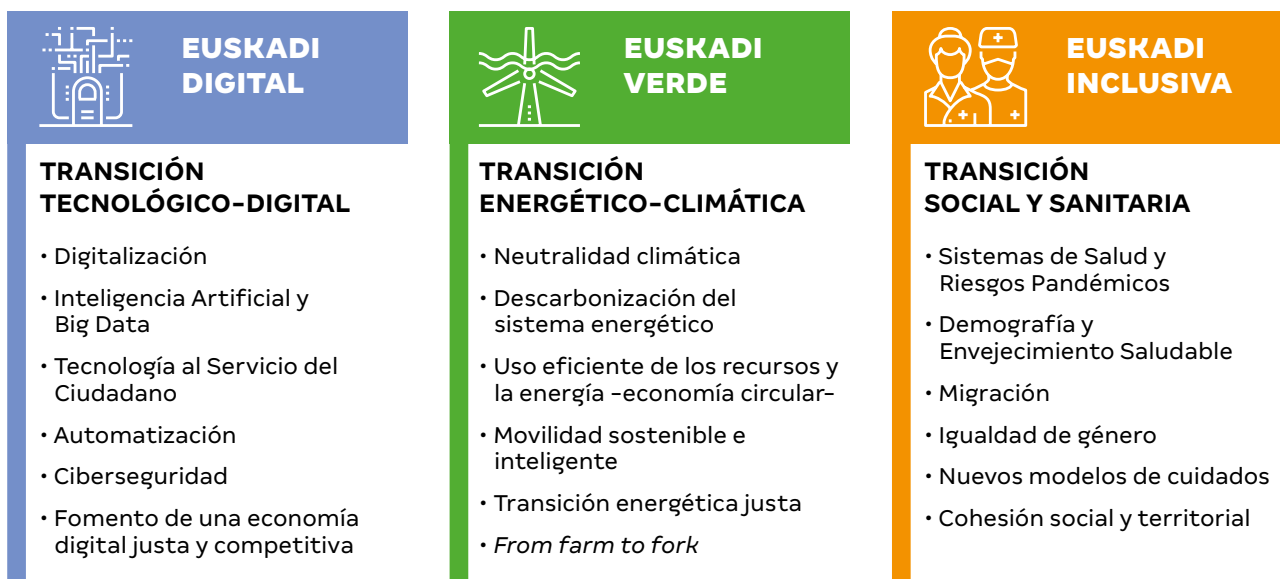 EUSKADI
DIGITAL
TRANSICIÓN
TECNOLÓGICO-DIGITAL
• Digitalización
• Inteligencia Artificial y
Big Data
• Tecnología al Servicio del
Ciudadano
• Automatización
• Ciberseguridad
• Fomento de una economía
digital justa y competitiva
EUSKADI
VERDE
TRANSICIÓN
ENERGÉTICO-CLIMÁTICA
• Neutralidad climática
• Descarbonización del
sistema energético
• Uso eficiente de los recursos y
la energía -economía circular-
• Movilidad sostenible e
inteligente
• Transición energética justa
• From farm to fork
EUSKADI
INCLUSIVA
TRANSICIÓN
SOCIAL Y SANITARIA
• Sistemas de Salud y
Riesgos Pandémicos
• Demografía y
Envejecimiento Saludable
• Migración
• Igualdad de género
• Nuevos modelos de cuidados
• Cohesión social y territorial